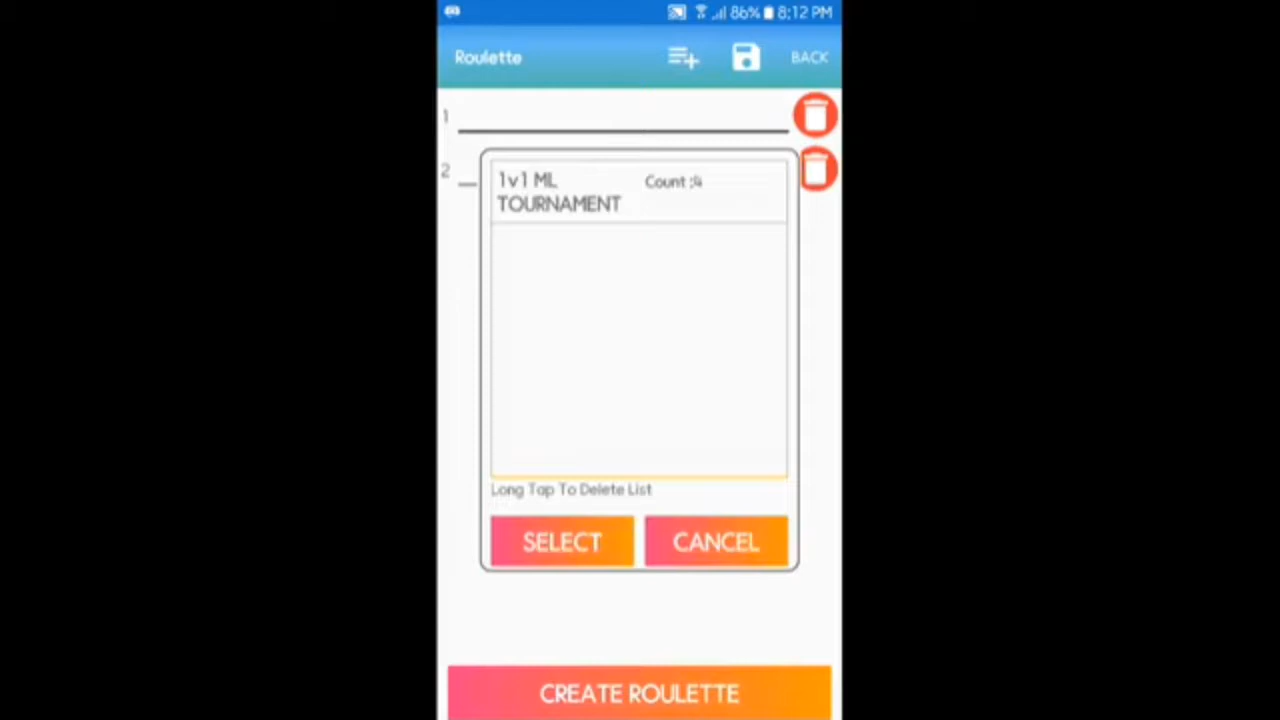 86% 8:12 PM
Roulette BACK
1
2
1v1 ML Count :4
TOURNAMENT
Long Tap To Delete List
SELECT CANCEL
CREATE ROULETTE